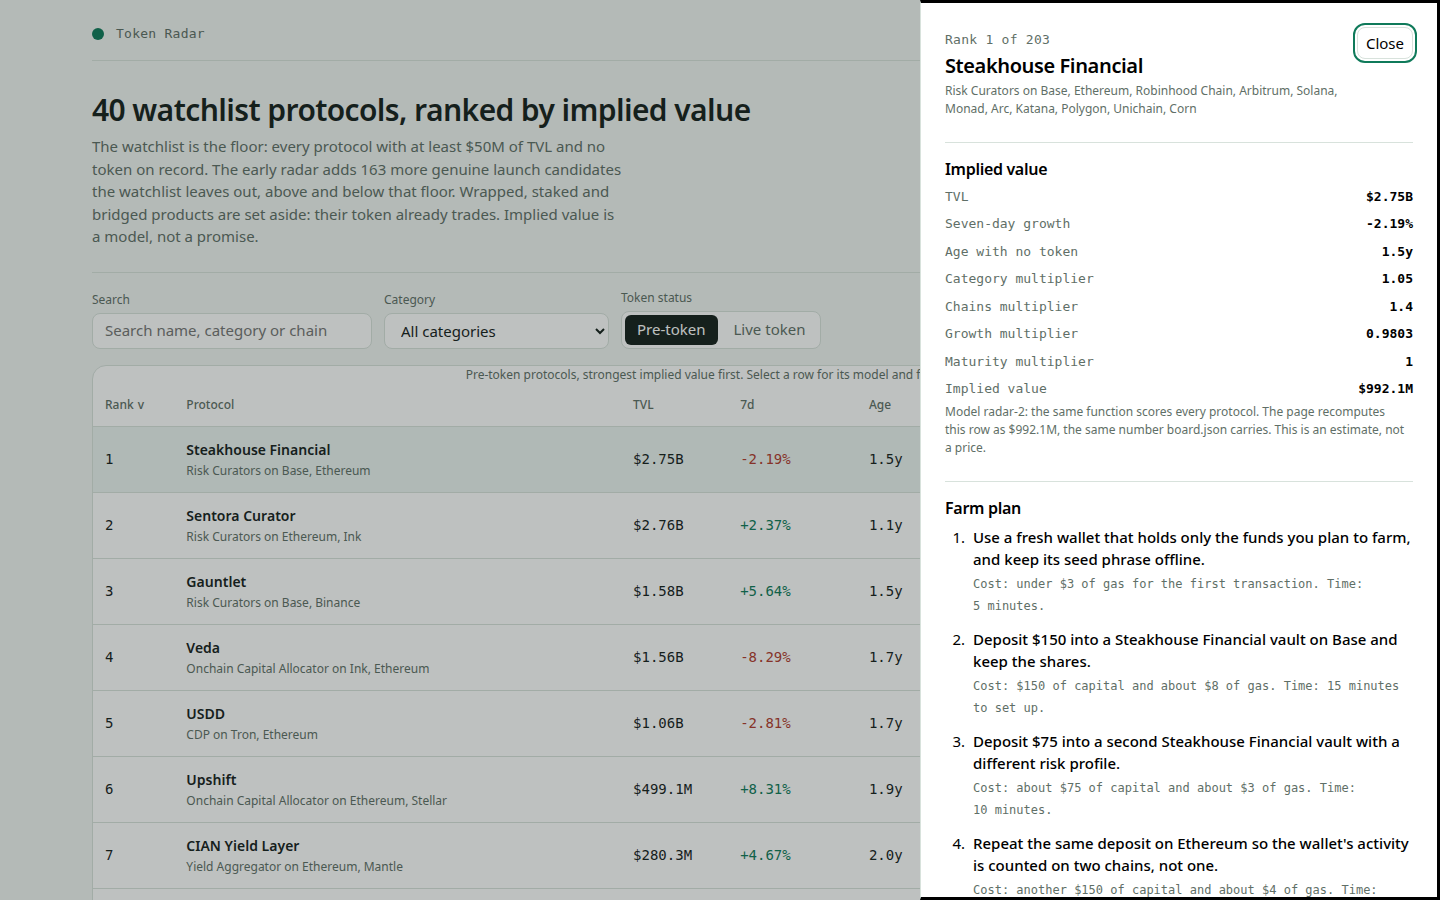 Token Radar
40 watchlist protocols, ranked by implied value
The watchlist is the floor: every protocol with at least $50M of TVL and no
token on record. The early radar adds 163 more genuine launch candidates
the watchlist leaves out, above and below that floor. Wrapped, staked and
bridged products are set aside: their token already trades. Implied value is
a model, not a promise.
Search
Category
Token status
Search name, category or chain
All categories
Pre-token
Live token
Pre-token protocols, strongest implied value first. Select a row for its model and f
Rank v Protocol TVL 7d Age
1 Steakhouse Financial $2.75B -2.19% 1.5y
Risk Curators on Base, Ethereum
2 Sentora Curator $2.76B +2.37% 1.1y
Risk Curators on Ethereum, Ink
3 Gauntlet $1.58B +5.64% 1.5y
Risk Curators on Base, Binance
4 Veda $1.56B -8.29% 1.7y
Onchain Capital Allocator on Ink, Ethereum
5 USDD $1.06B -2.81% 1.7y
CDP on Tron, Ethereum
6 Upshift $499.1M +8.31% 1.9y
Onchain Capital Allocator on Ethereum, Stellar
7 CIAN Yield Layer $280.3M +4.67% 2.0y
Yield Aggregator on Ethereum, Mantle
Rank 1 of 203
Close
Steakhouse Financial
Risk Curators on Base, Ethereum, Robinhood Chain, Arbitrum, Solana,
Monad, Arc, Katana, Polygon, Unichain, Corn
Implied value
TVL $2.75B
Seven-day growth -2.19%
Age with no token 1.5y
Category multiplier 1.05
Chains multiplier 1.4
Growth multiplier 0.9803
Maturity multiplier 1
Implied value $992.1M
Model radar-2: the same function scores every protocol. The page recomputes
this row as $992.1M, the same number board.json carries. This is an estimate, not
a price.
Farm plan
1. Use a fresh wallet that holds only the funds you plan to farm,
and keep its seed phrase offline.
Cost: under $3 of gas for the first transaction. Time:
5 minutes.
2. Deposit $150 into a Steakhouse Financial vault on Base and
keep the shares.
Cost: $150 of capital and about $8 of gas. Time: 15 minutes
to set up.
3. Deposit $75 into a second Steakhouse Financial vault with a
different risk profile.
Cost: about $75 of capital and about $3 of gas. Time:
10 minutes.
4. Repeat the same deposit on Ethereum so the wallet's activity
is counted on two chains, not one.
Cost: another $150 of capital and about $4 of gas. Time: